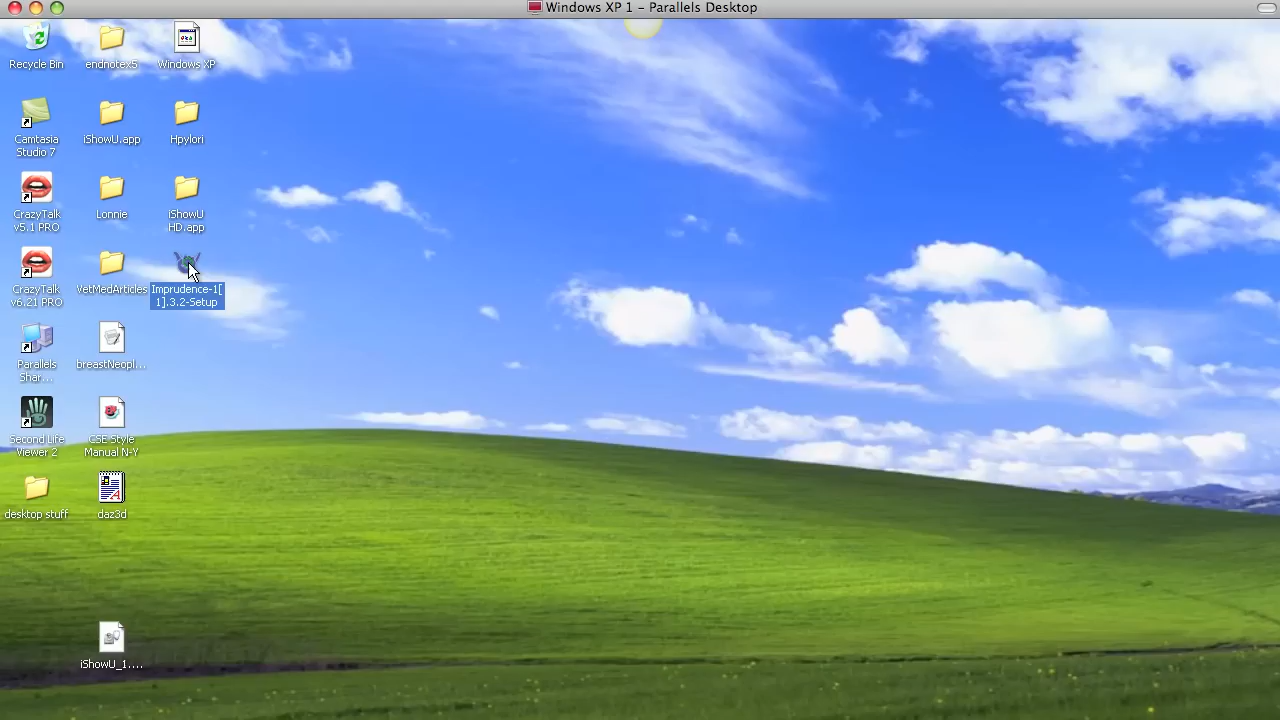 Windows XP 1 - Parallels Desktop
Recycle Bin
endnotex5
Windows XP
Camtasia
Studio 7
iShowU.app
Hpylori
CrazyTalk
v5.1 PRO
Lonnie
iShowU
HD.app
CrazyTalk
v6.21 PRO
VetMedArticles
Imprudence-1[
1].3.2-Setup
Parallels
Shar...
breastNeopl...
Second Life
Viewer 2
CSE Style
Manual N-Y
desktop stuff
daz3d
iShowU_1....